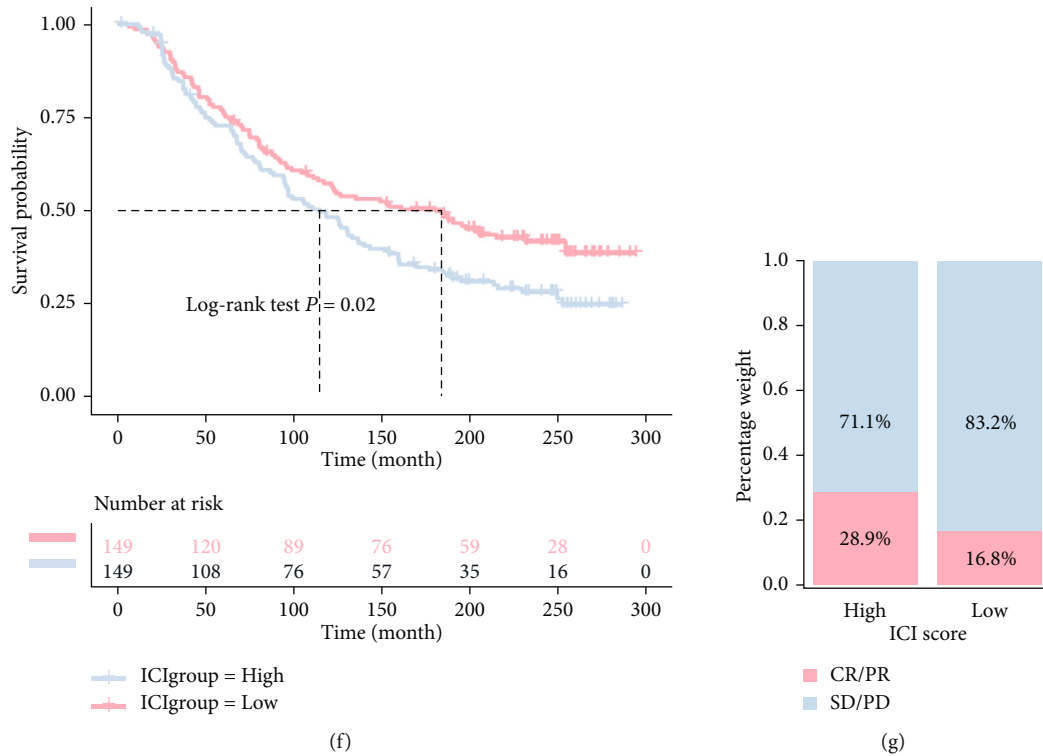 1.00
0.75
0.50
0.25
0.00
Survival probability
Log-rank test P = 0.02
0 50 100 150 200 250 300
Time (month)
Number at risk
149 120 89 76 59 28 0
149 108 76 57 35 16 0
0 50 100 150 200 250 300
Time (month)
ICIgroup = High
ICIgroup = Low
(f)
1.0
0.8
0.6
0.4
0.2
0.0
Percentage weight
71.1% 83.2%
28.9% 16.8%
High Low
ICI score
CR/PR
SD/PD
(g)